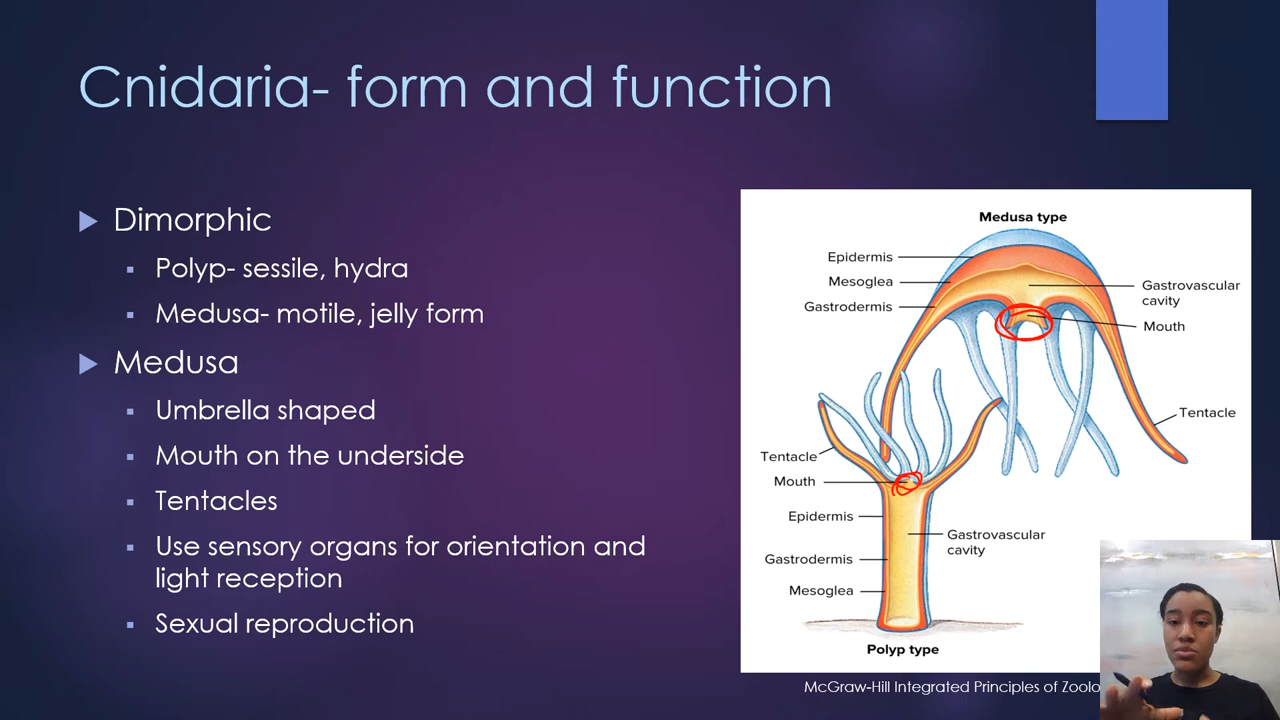 Cnidaria- form and function
Dimorphic
Polyp- sessile, hydra
Medusa- motile, jelly form
Medusa
Umbrella shaped
Mouth on the underside
Tentacles
Use sensory organs for orientation and
light reception
Sexual reproduction
Medusa type
Epidermis
Mesoglea
Gastrodermis
Gastrovascular
cavity
Mouth
Tentacle
Tentacle
Mouth
Epidermis
Gastrodermis
Mesoglea
Gastrovascular
cavity
Polyp type
McGraw-Hill Integrated Principles of Zoolo